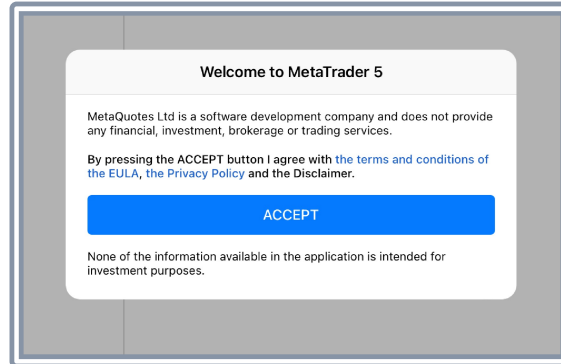 Welcome to MetaTrader 5
MetaQuotes Ltd is a software development company and does not provide
any financial, investment, brokerage or trading services.
By pressing the ACCEPT button I agree with the terms and conditions of
the EULA, the Privacy Policy and the Disclaimer.
ACCEPT
None of the information available in the application is intended for
investment purposes.